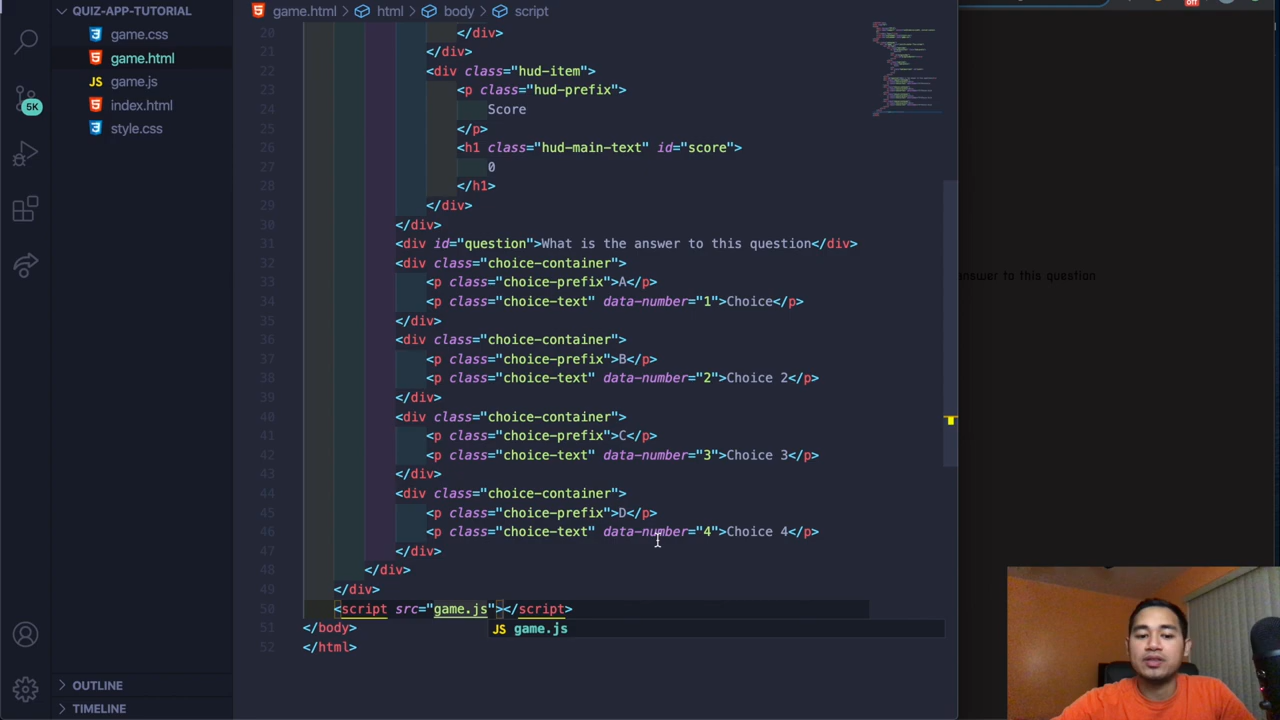 QUIZ-APP-TUTORIAL
game.css
game.html
game.js
index.html
style.css
5K
OUTLINE
TIMELINE
game.html > html > body > script
20 </div>
21 </div>
22 <div class="hud-item">
23 <p class="hud-prefix">
24 Score
25 </p>
26 <h1 class="hud-main-text" id="score">
27 0
28 </h1>
29 </div>
30 </div>
31 <div id="question">What is the answer to this question</div>
32 <div class="choice-container">
33 <p class="choice-prefix">A</p>
34 <p class="choice-text" data-number="1">Choice</p>
35 </div>
36 <div class="choice-container">
37 <p class="choice-prefix">B</p>
38 <p class="choice-text" data-number="2">Choice 2</p>
39 </div>
40 <div class="choice-container">
41 <p class="choice-prefix">C</p>
42 <p class="choice-text" data-number="3">Choice 3</p>
43 </div>
44 <div class="choice-container">
45 <p class="choice-prefix">D</p>
46 <p class="choice-text" data-number="4">Choice 4</p>
47 </div>
48 </div>
49 </div>
50 <script src="game.js"></script>
51 </body>
52 </html>
JS game.js
off
answer to this question